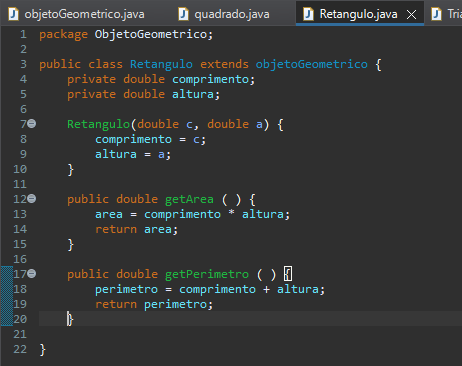 objetoGeometrico.java quadrado.java Retangulo.java Tria
1 package ObjetoGeometrico;
2
3 public class Retangulo extends objetoGeometrico {
4 private double comprimento;
5 private double altura;
6
7 Retangulo(double c, double a) {
8 comprimento = c;
9 altura = a;
10 }
11
12 public double getArea ( ) {
13 area = comprimento * altura;
14 return area;
15 }
16
17 public double getPerimetro ( ) {
18 perimetro = comprimento + altura;
19 return perimetro;
20 }
21
22 }